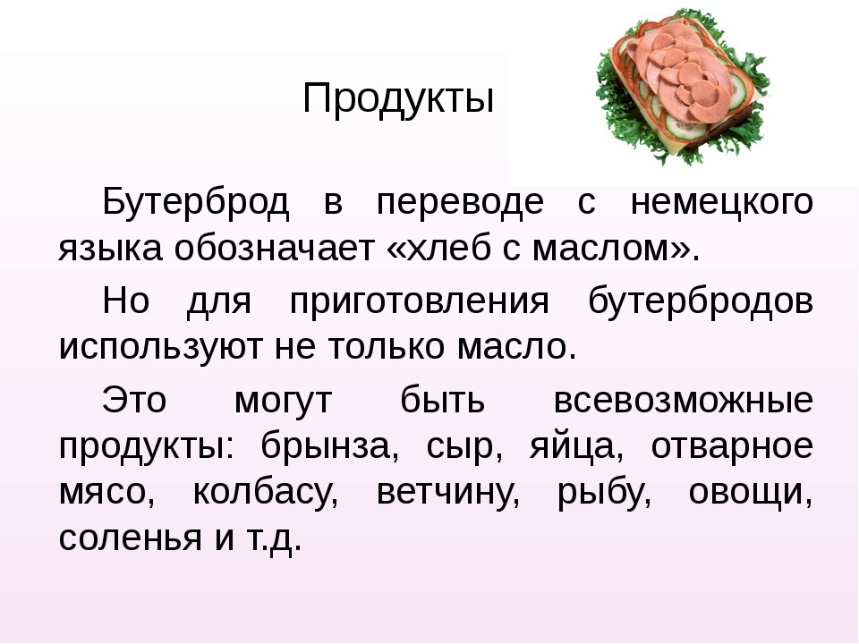 Продукты
Бутерброд в переводе с немецкого
языка обозначает «хлеб с маслом».
Но для приготовления бутербродов
используют не только масло.
Это могут быть всевозможные
продукты: брынза, сыр, яйца, отварное
мясо, колбасу, ветчину, рыбу, овощи,
соленья и т.д.